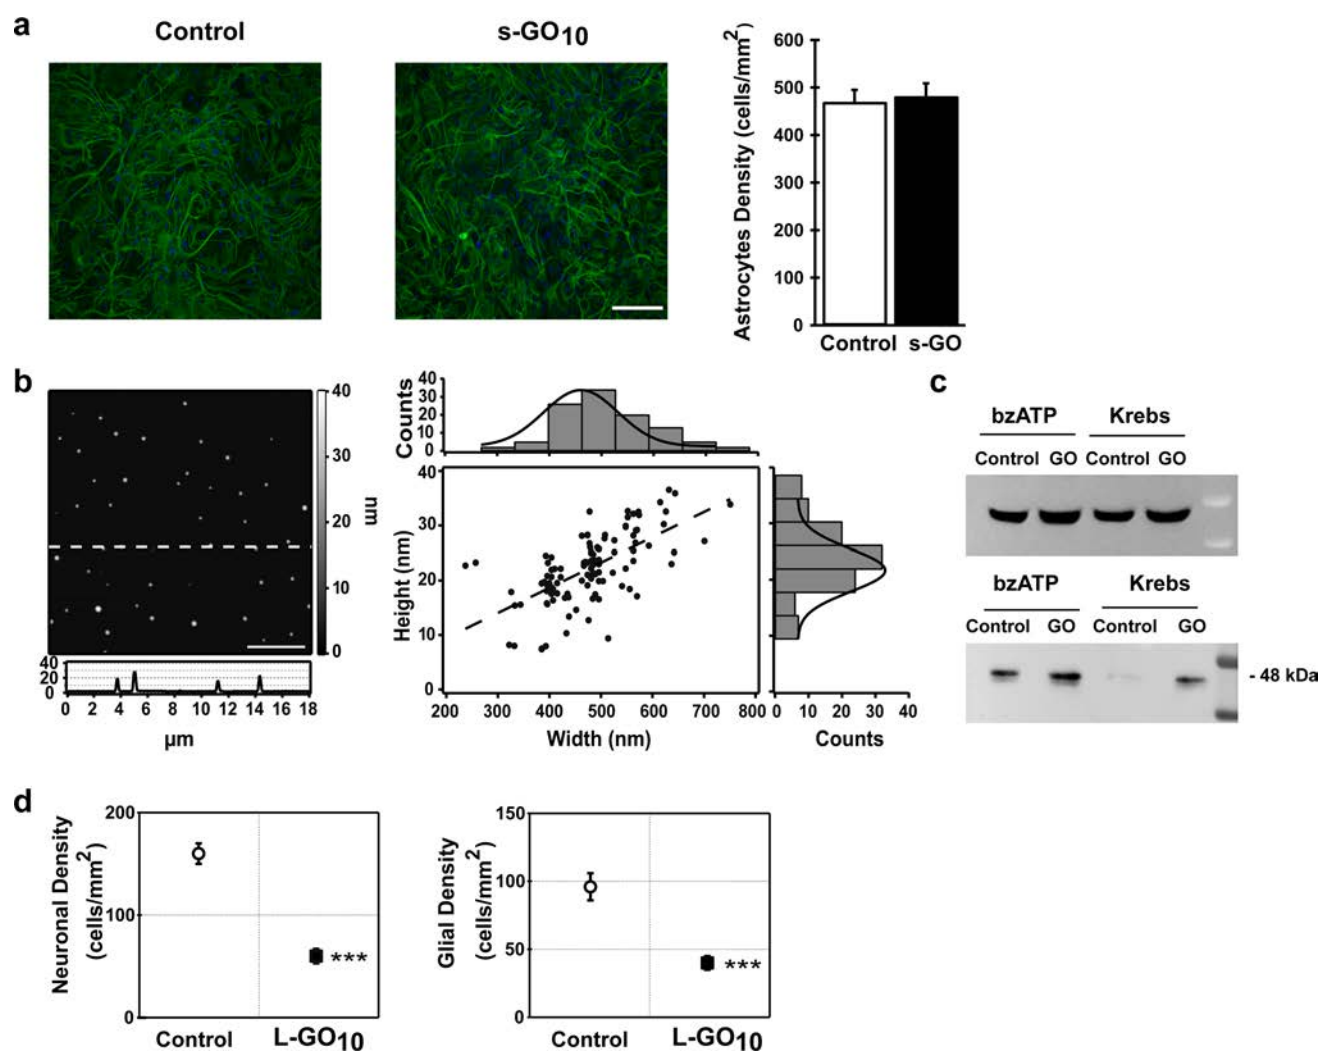 a
Control
s-GO10
Astrocytes Density (cells/mm2)
600
500
400
300
200
100
0
Control s-GO
b
40
30
20
10
0
nm
40
20
0
0 2 4 6 8 10 12 14 16 18
μm
Counts
40
30
20
10
0
Height (nm)
40
30
20
10
0
200 300 400 500 600 700 800
Width (nm)
0 10 20 30 40
Counts
c
bzATP Krebs
Control GO Control GO
bzATP Krebs
Control GO Control GO
- 48 kDa
d
Neuronal Density
(cells/mm2)
200
100
0
***
Control L-GO10
Glial Density
(cells/mm2)
150
100
50
0
***
Control L-GO10